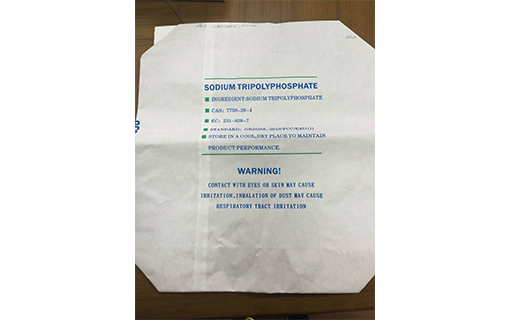 SODIUM TRIPOLYPHOSPHATE
INGREDIENT:SODIUM TRIPOLYPHOSPHATE
CAS: 7758-29-4
EC: 231-838-7
STANDARD:
STORE IN A COOL,DRY PLACE TO MAINTAIN
PRODUCT PERFORMANCE.
WARNING!
CONTACT WITH EYES OR SKIN MAY CAUSE
IRRITATION,INHALATION OF DUST MAY CAUSE
RESPIRATORY TRACT IRRITATION